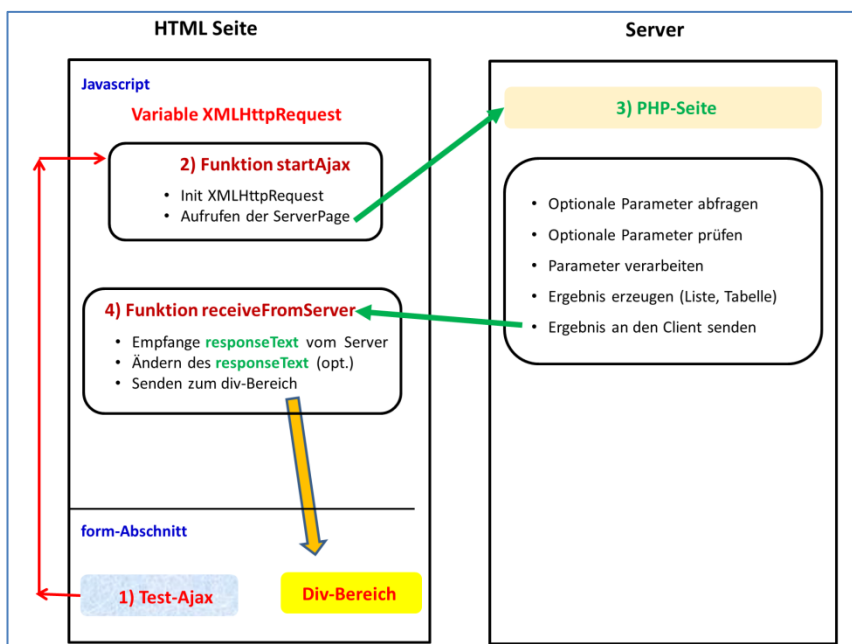 HTML Seite
Server
Javascript
Variable XMLHttpRequest
2) Funktion startAjax
• Init XMLHttpRequest
• Aufrufen der ServerPage
4) Funktion receiveFromServer
• Empfange responseText vom Server
• Ändern des responseText (opt.)
• Senden zum div-Bereich
form-Abschnitt
1) Test-Ajax
Div-Bereich
3) PHP-Seite
• Optionale Parameter abfragen
• Optionale Parameter prüfen
• Parameter verarbeiten
• Ergebnis erzeugen (Liste, Tabelle)
• Ergebnis an den Client senden